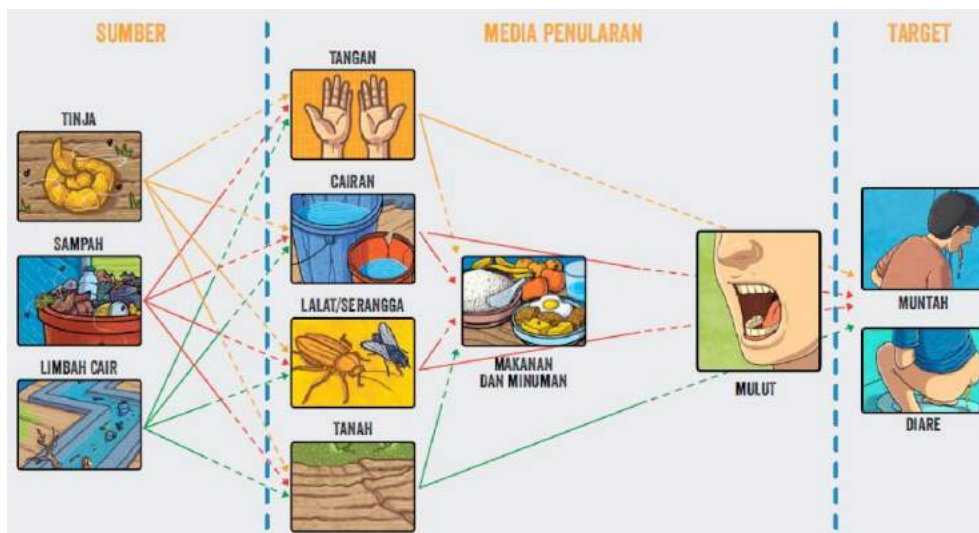 SUMBER
MEDIA PENULARAN
TARGET
TANGAN
TINJA
CAIRAN
SAMPAH
LALAT/SERANGGA
LIMBAH CAIR
MAKANAN
DAN MINUMAN
MULUT
MUNTAH
TANAH
DIARE